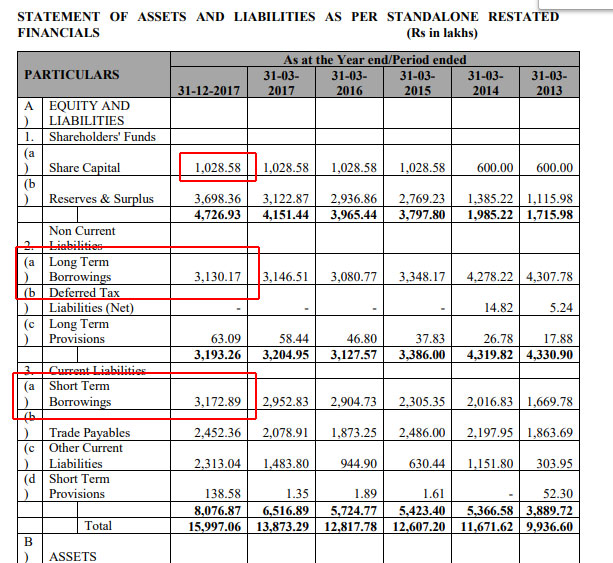 STATEMENT OF ASSETS AND LIABILITIES AS PER STANDALONE RESTATED
FINANCIALS (Rs in lakhs)
PARTICULARS As at the Year end/Period ended
31-12-2017 31-03-2017 31-03-2016 31-03-2015 31-03-2014 31-03-2013
A) EQUITY AND LIABILITIES
1. Shareholders' Funds
(a) Share Capital 1,028.58 1,028.58 1,028.58 1,028.58 600.00 600.00
(b) Reserves & Surplus 3,698.36 3,122.87 2,936.86 2,769.23 1,385.22 1,115.98
4,726.93 4,151.44 3,965.44 3,797.80 1,985.22 1,715.98
2. Non Current Liabilities
(a) Long Term Borrowings 3,130.17 3,146.51 3,080.77 3,348.17 4,278.22 4,307.78
(b) Deferred Tax Liabilities (Net) - - - - 14.82 5.24
(c) Long Term Provisions 63.09 58.44 46.80 37.83 26.78 17.88
3,193.26 3,204.95 3,127.57 3,386.00 4,319.82 4,330.90
3. Current Liabilities
(a) Short Term Borrowings 3,172.89 2,952.83 2,904.73 2,305.35 2,016.83 1,669.78
(b) Trade Payables 2,452.36 2,078.91 1,873.25 2,486.00 2,197.95 1,863.69
(c) Other Current Liabilities 2,313.04 1,483.80 944.90 630.44 1,151.80 303.95
(d) Short Term Provisions 138.58 1.35 1.89 1.61 - 52.30
8,076.87 6,516.89 5,724.77 5,423.40 5,366.58 3,889.72
Total 15,997.06 13,873.29 12,817.78 12,607.20 11,671.62 9,936.60
B) ASSETS